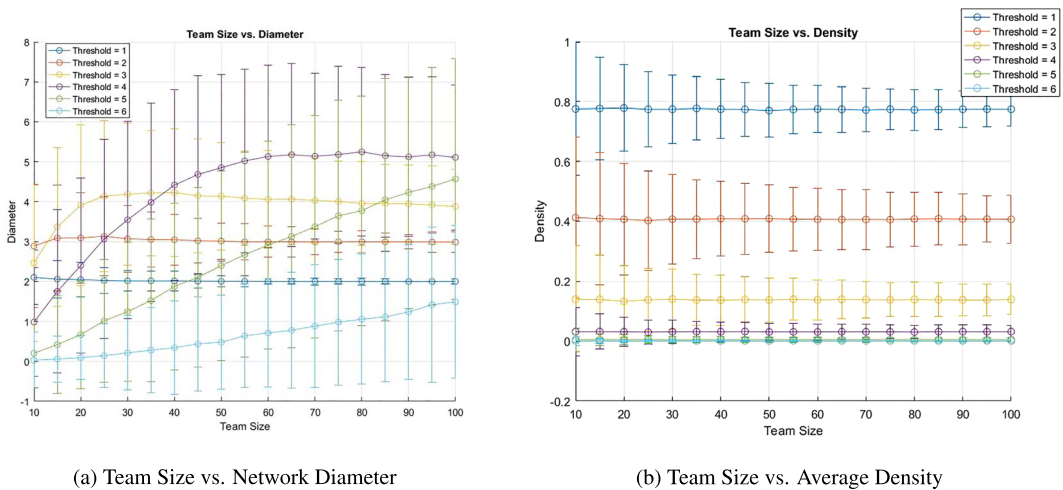 Team Size vs. Diameter
Threshold = 1
Threshold = 2
Threshold = 3
Threshold = 4
Threshold = 5
Threshold = 6
8
7
6
5
4
3
2
1
0
-1
Diameter
10 20 30 40 50 60 70 80 90 100
Team Size
(a) Team Size vs. Network Diameter
Team Size vs. Density
Threshold = 1
Threshold = 2
Threshold = 3
Threshold = 4
Threshold = 5
Threshold = 6
1
0.8
0.6
0.4
0.2
0
-0.2
Density
10 20 30 40 50 60 70 80 90 100
Team Size
(b) Team Size vs. Average Density